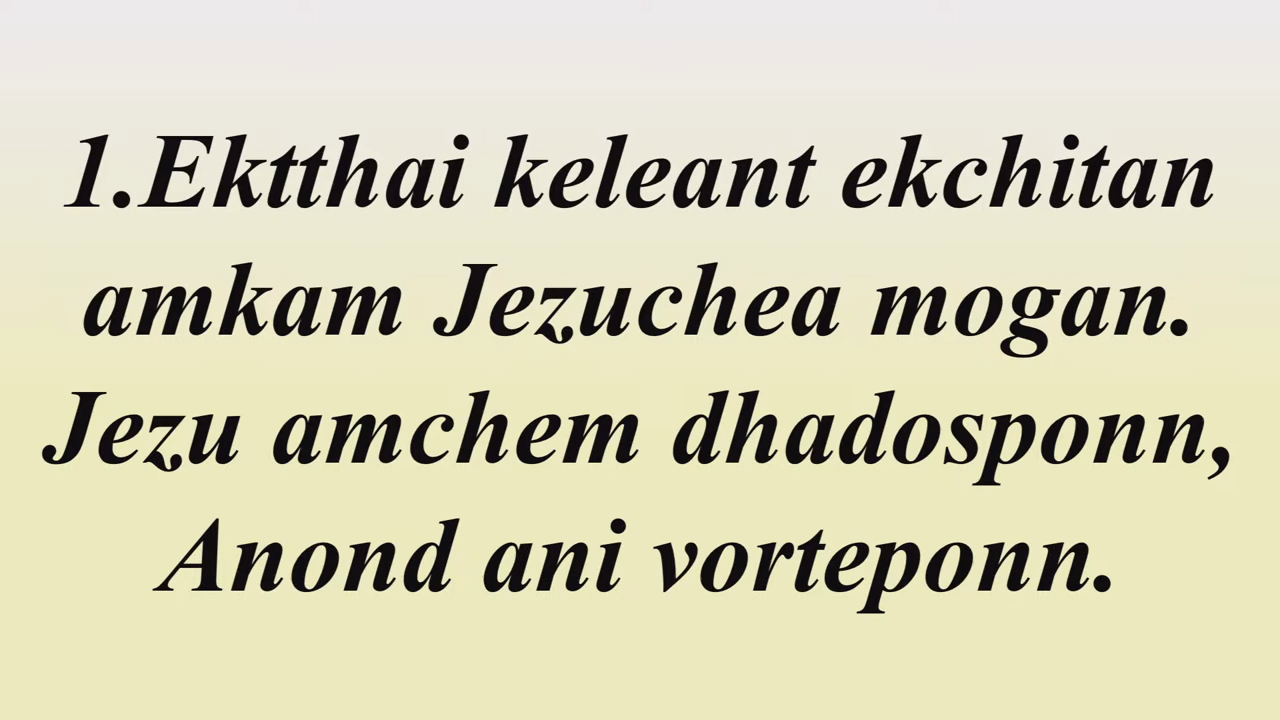 1.Ektthai keleant ekchitan
amkam Jezuchea mogan.
Jezu amchem dhadosponn,
Anond ani vorteponn.